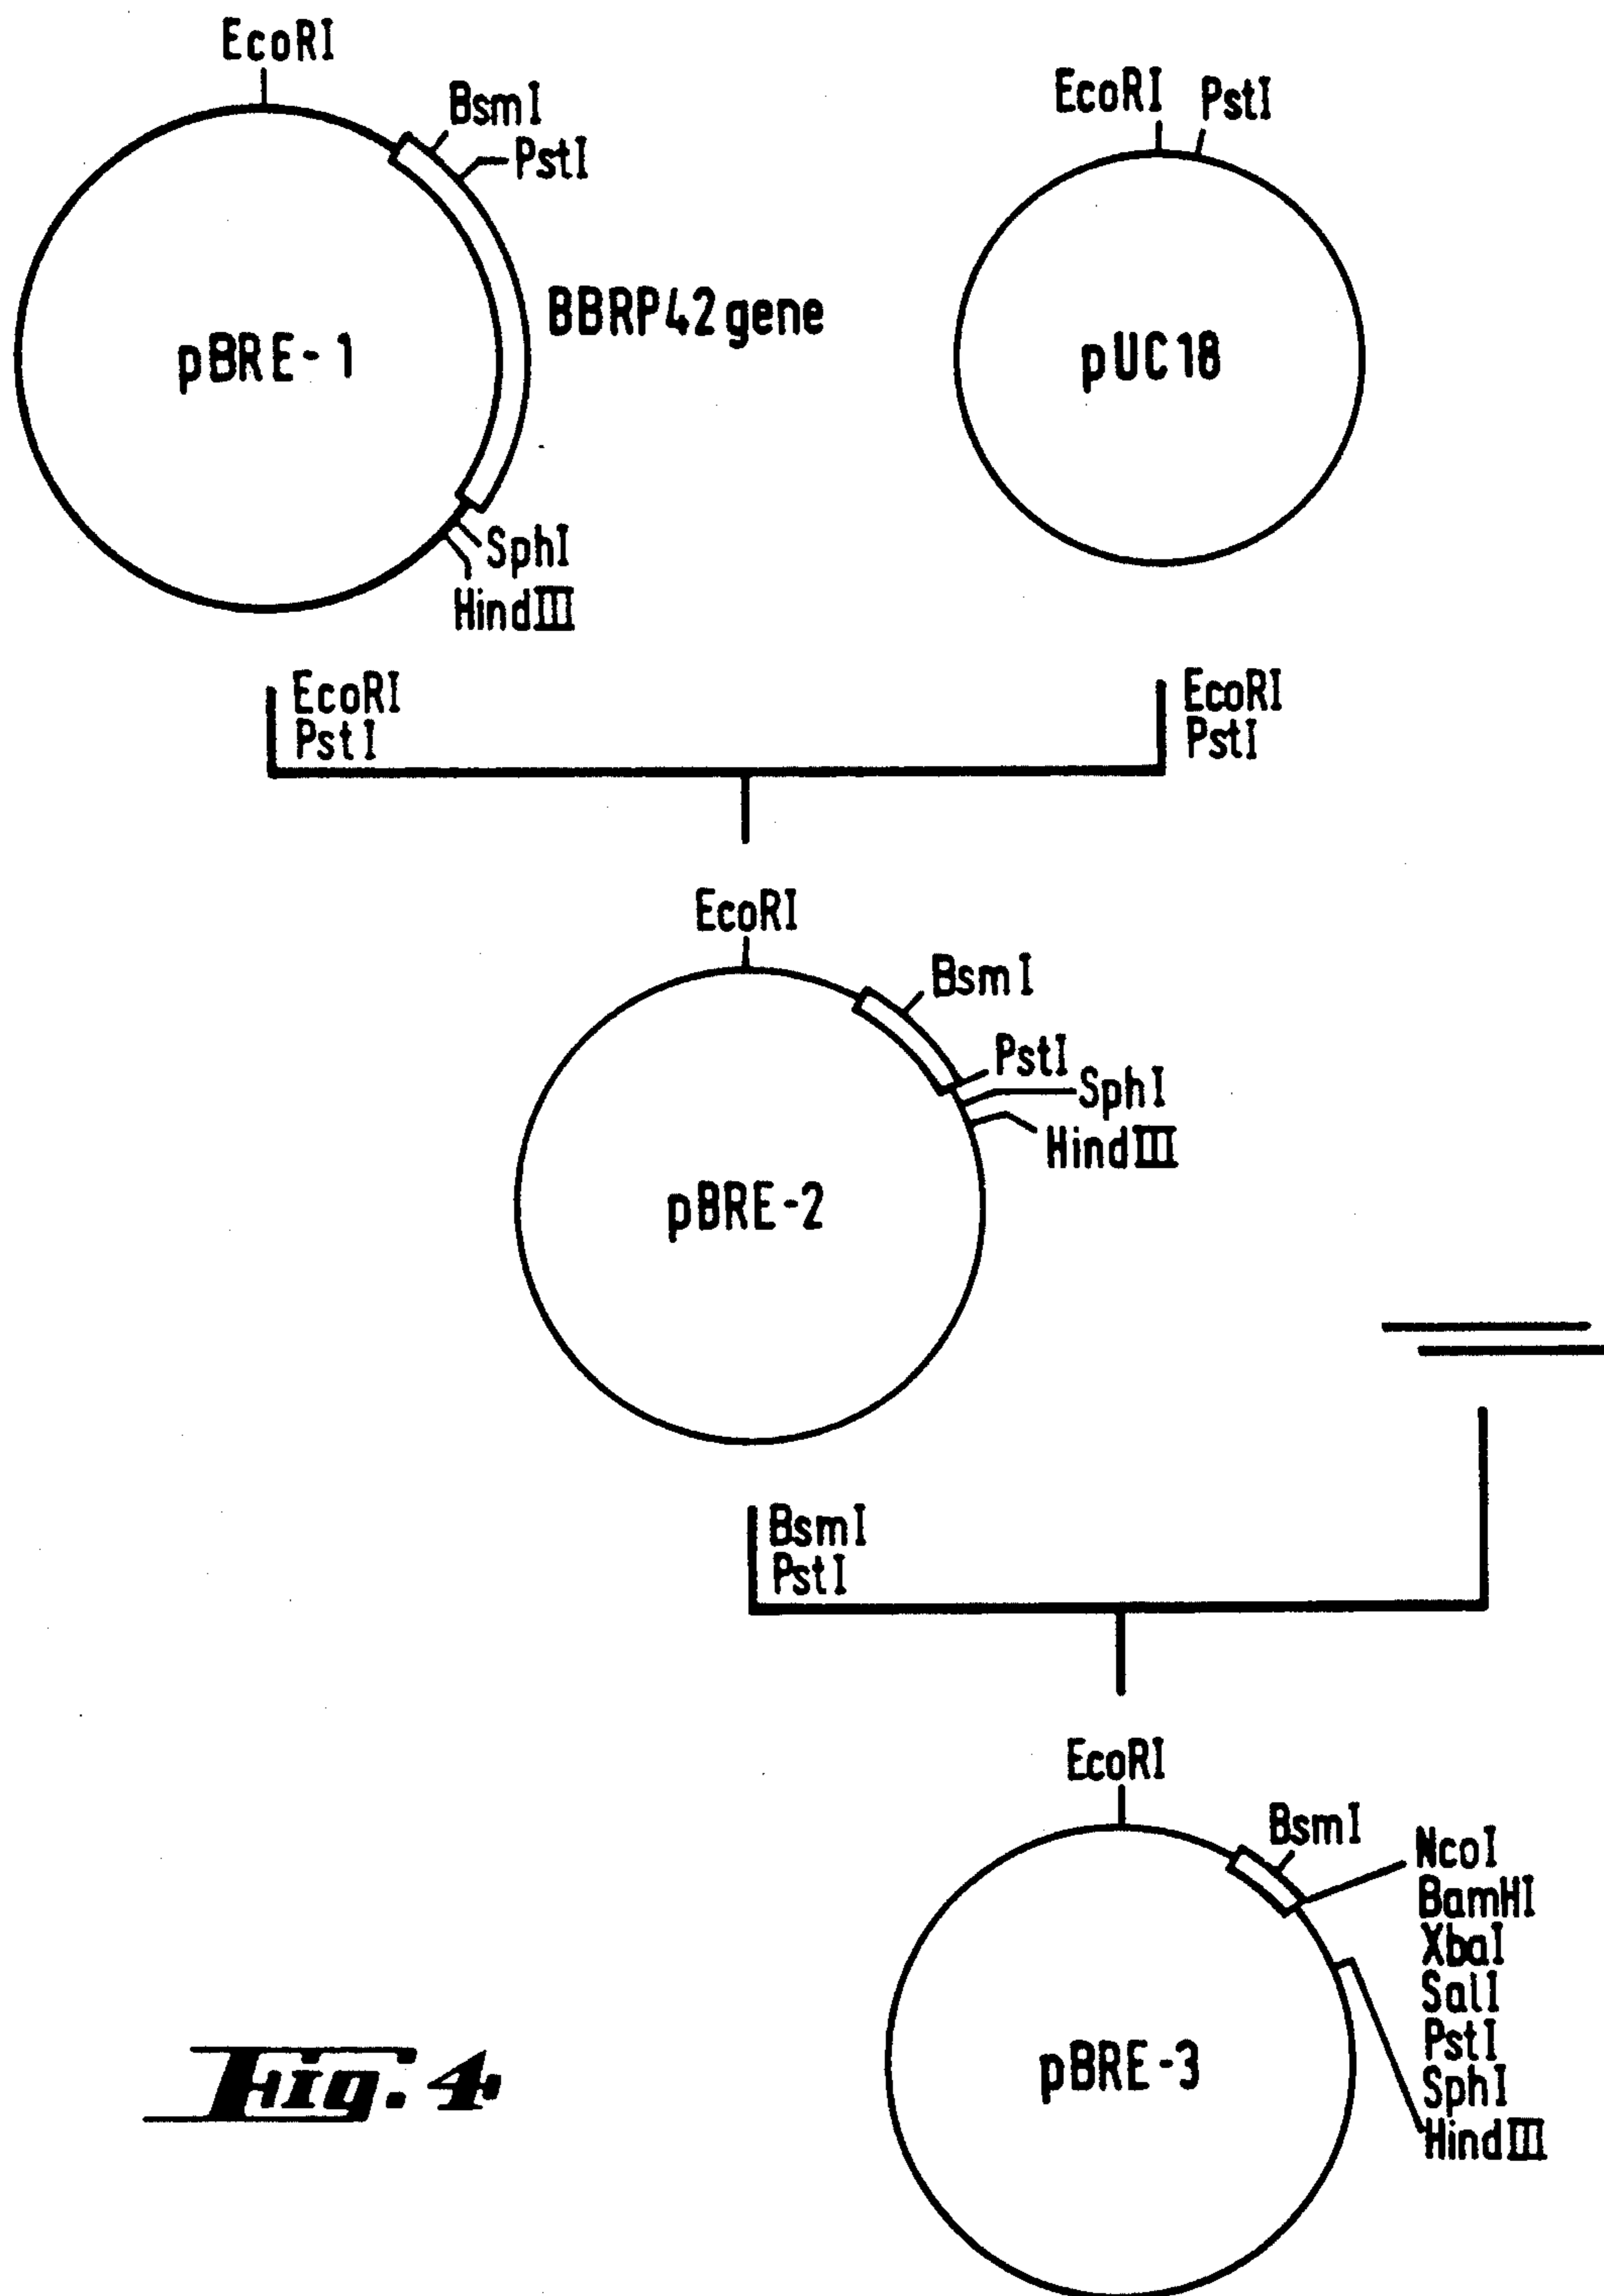 EcoRI
BsmI
PstI
BBRP42 gene
pBRE-1
SphI
HindIII
EcoRI PstI
pUC18
EcoRI
PstI
EcoRI
PstI
EcoRI
BsmI
PstI
SphI
HindIII
pBRE-2
BsmI
PstI
EcoRI
BsmI
NcoI
BamHI
XbaI
SalI
PstI
SphI
HindIII
pBRE-3
Fig. 4